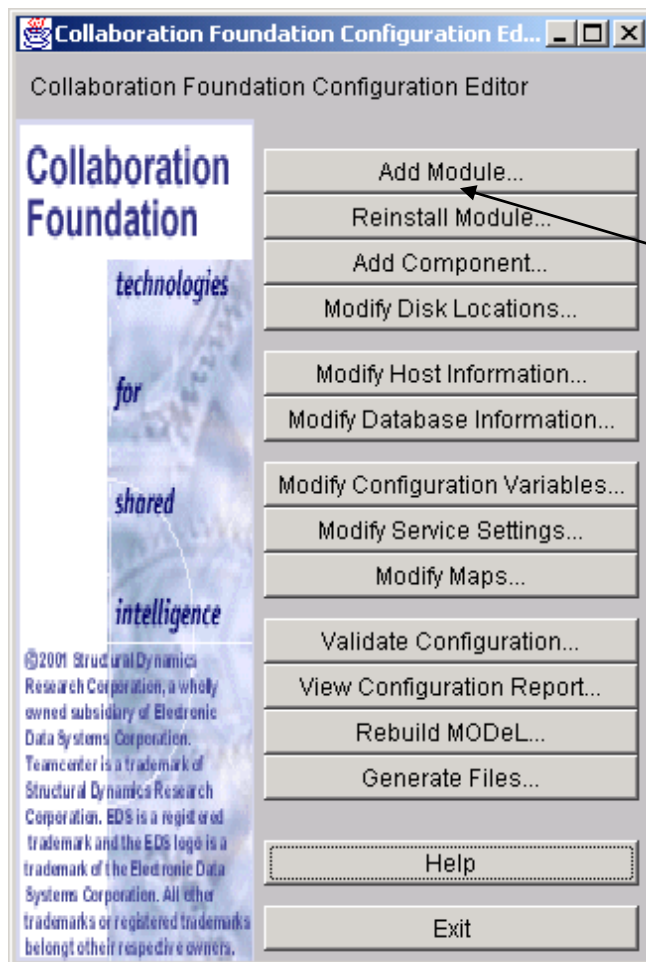 Collaboration Foundation Configuration Ed...
Collaboration Foundation Configuration Editor
Collaboration
Foundation
technologies
for
shared
intelligence
©2001 Structural Dynamics
Research Corporation, a wholly
owned subsidiary of Electronic
Data Systems Corporation.
Teamcenter is a trademark of
Structural Dynamics Research
Corporation. EDS is a registered
trademark and the EDS logo is a
trademark of the Electronic Data
Systems Corporation. All other
trademarks or registered trademarks
belongt otheir respective owners.
Add Module...
Reinstall Module...
Add Component...
Modify Disk Locations...
Modify Host Information...
Modify Database Information...
Modify Configuration Variables...
Modify Service Settings...
Modify Maps...
Validate Configuration...
View Configuration Report...
Rebuild MODeL...
Generate Files...
Help
Exit